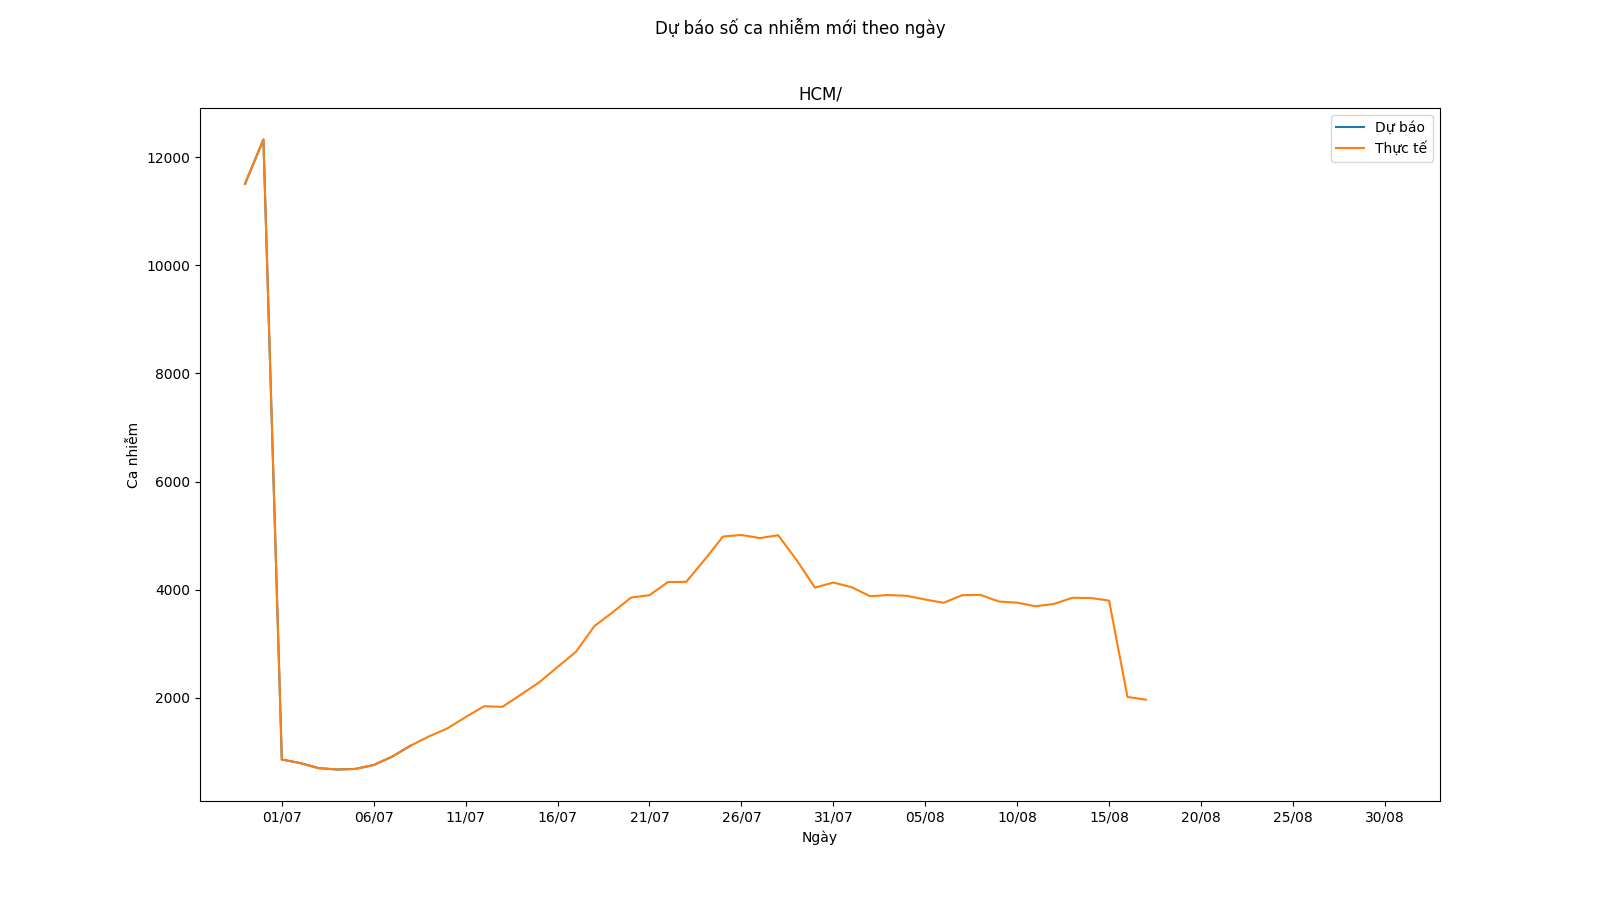 Dự báo số ca nhiễm mới theo ngày
HCM/
Dự báo
Thực tế
12000
10000
8000
6000
4000
2000
Ca nhiễm
01/07 06/07 11/07 16/07 21/07 26/07 31/07 05/08 10/08 15/08 20/08 25/08 30/08
Ngày